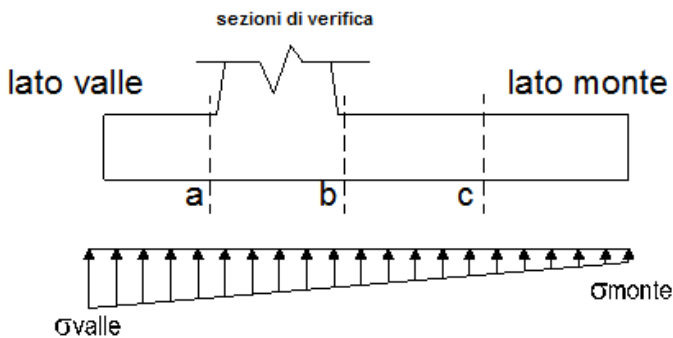 sezioni di verifica
lato valle
lato monte
a
b
c
σmonte
σvalle